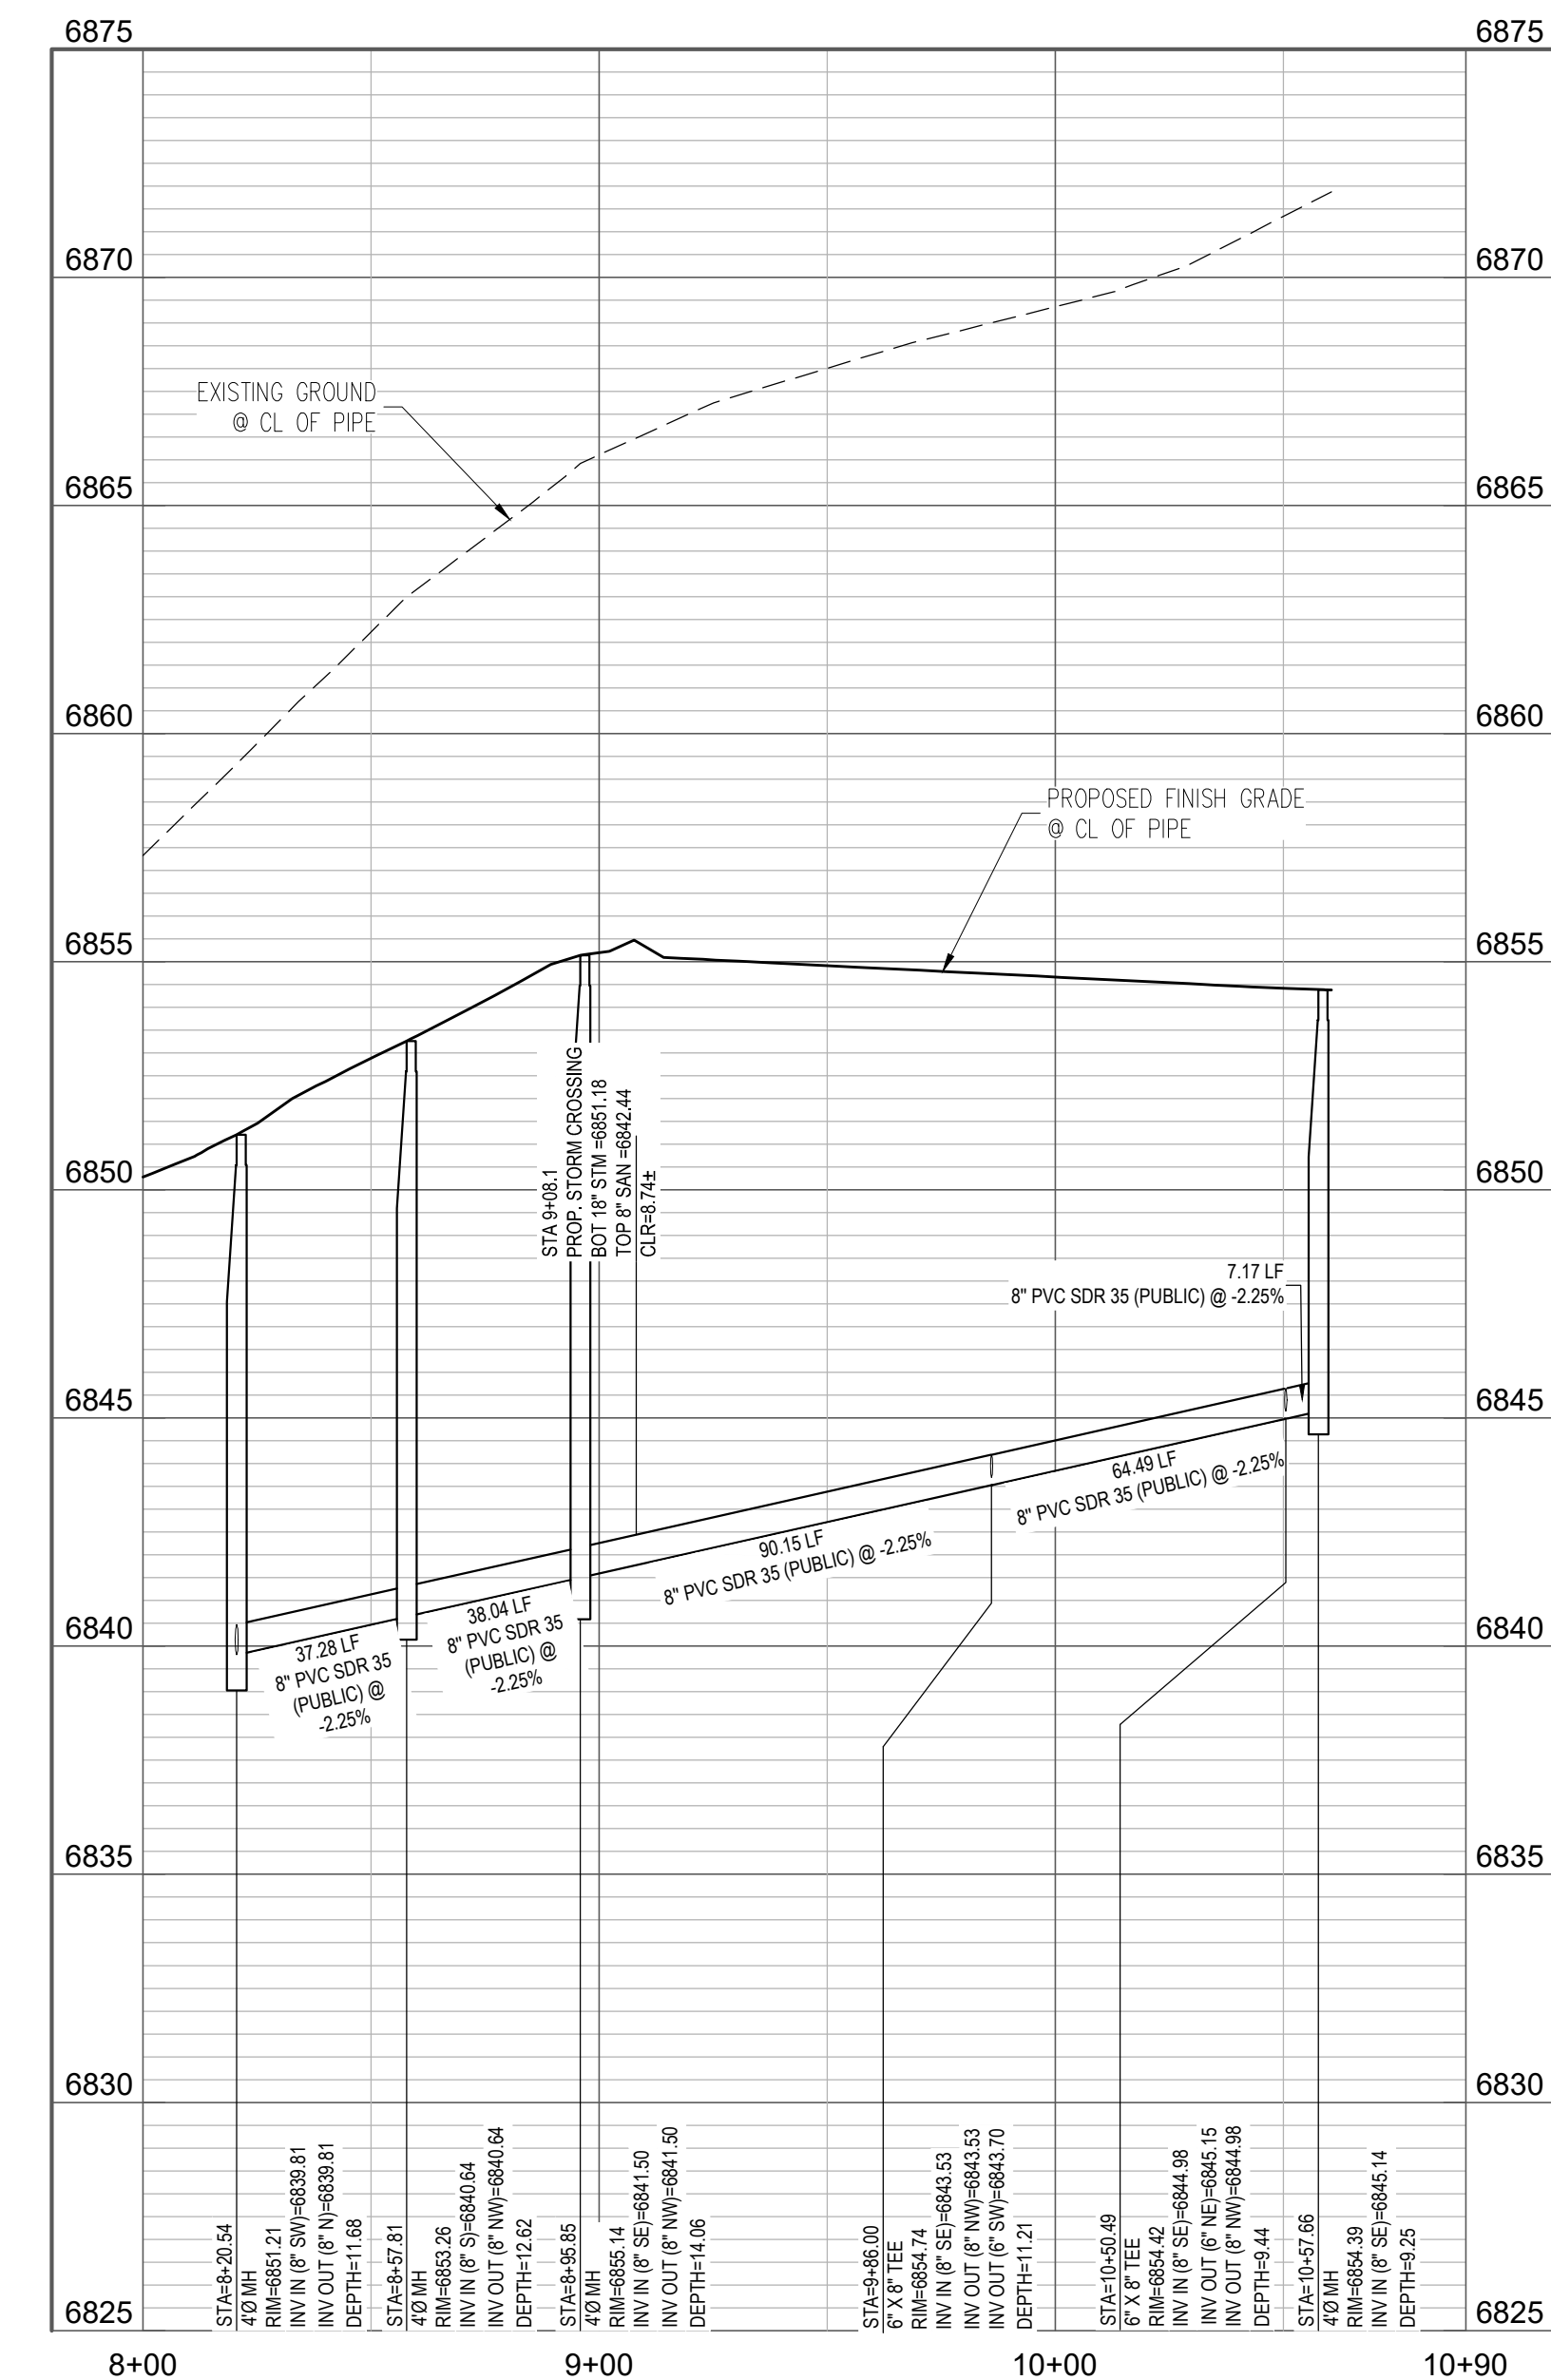 6875
6875
6870
6870
EXISTING GROUND
@ CL OF PIPE
6865
6865
6860
6860
PROPOSED FINISH GRADE
@ CL OF PIPE
6855
6855
STA 9+08.1
PROP. STORM CROSSING
BOT 18" STM =6851.18
TOP 8" SAN =6842.44
CLR=8.74±
6850
6850
7.17 LF
8" PVC SDR 35 (PUBLIC) @ -2.25%
6845
6845
64.49 LF
8" PVC SDR 35 (PUBLIC) @ -2.25%
90.15 LF
8" PVC SDR 35 (PUBLIC) @ -2.25%
38.04 LF
8" PVC SDR 35
(PUBLIC) @
-2.25%
37.28 LF
8" PVC SDR 35
(PUBLIC) @
-2.25%
6840
6840
6835
6835
6830
6830
STA=8+20.54
4'Ø MH
RIM=6851.21
INV IN (8" SW)=6839.81
INV OUT (8" N)=6839.81
DEPTH=11.68
STA=8+57.81
4'Ø MH
RIM=6853.26
INV IN (8" S)=6840.64
INV OUT (8" NW)=6840.64
DEPTH=12.62
STA=8+95.85
4'Ø MH
RIM=6855.14
INV IN (8" SE)=6841.50
INV OUT (8" NW)=6841.50
DEPTH=14.06
STA=9+86.00
6" X 8" TEE
RIM=6854.74
INV IN (8" SE)=6843.53
INV OUT (8" NW)=6843.53
INV OUT (6" SW)=6843.70
DEPTH=11.21
STA=10+50.49
6" X 8" TEE
RIM=6854.42
INV IN (8" SE)=6844.98
INV OUT (6" NE)=6845.15
INV OUT (8" NW)=6844.98
DEPTH=9.44
STA=10+57.66
4'Ø MH
RIM=6854.39
INV IN (8" SE)=6845.14
DEPTH=9.25
6825
6825
8+00
9+00
10+00
10+90